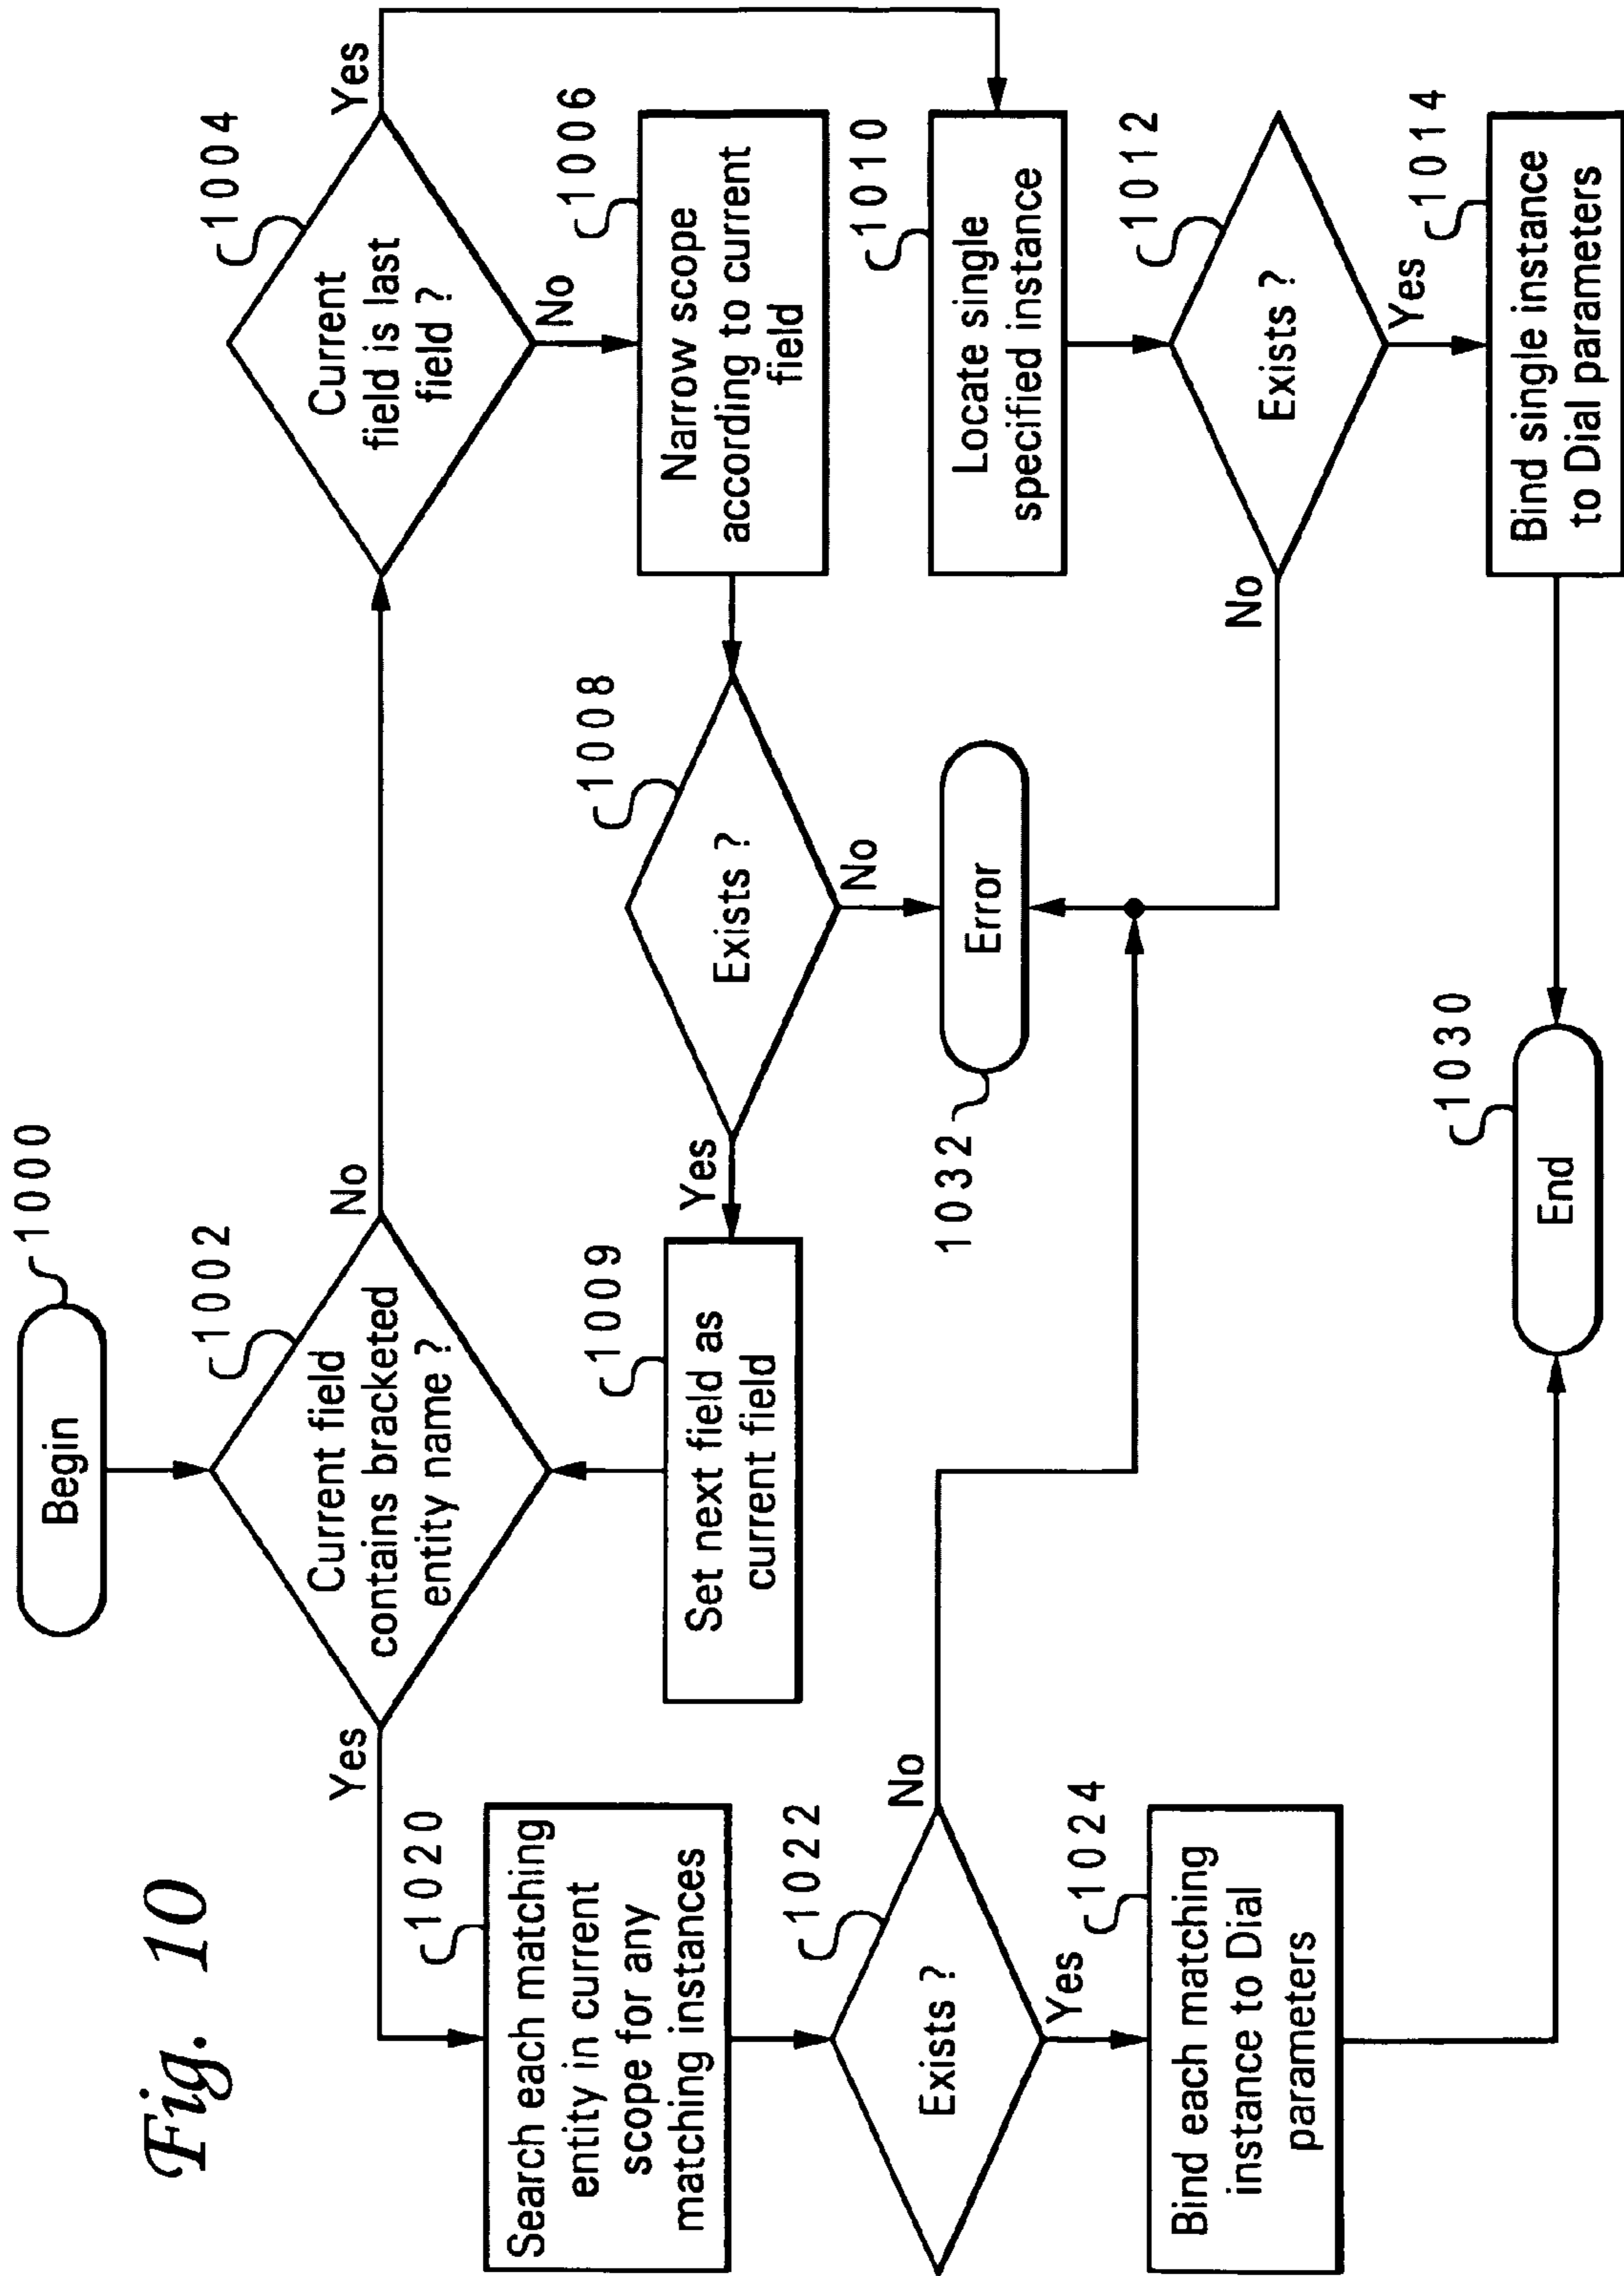 Fig. 10
Begin
1000
Current field
contains bracketed
entity name ?
1002
Yes
No
Current
field is last
field ?
1004
Yes
No
Narrow scope
according to current
field
1006
Exists ?
1008
Yes
No
Set next field as
current field
1009
Locate single
specified instance
1010
Exists ?
1012
No
Yes
Bind single instance
to Dial parameters
1014
Search each matching
entity in current
scope for any
matching instances
1020
Exists ?
1022
No
Yes
Bind each matching
instance to Dial
parameters
1024
Error
1032
End
1030